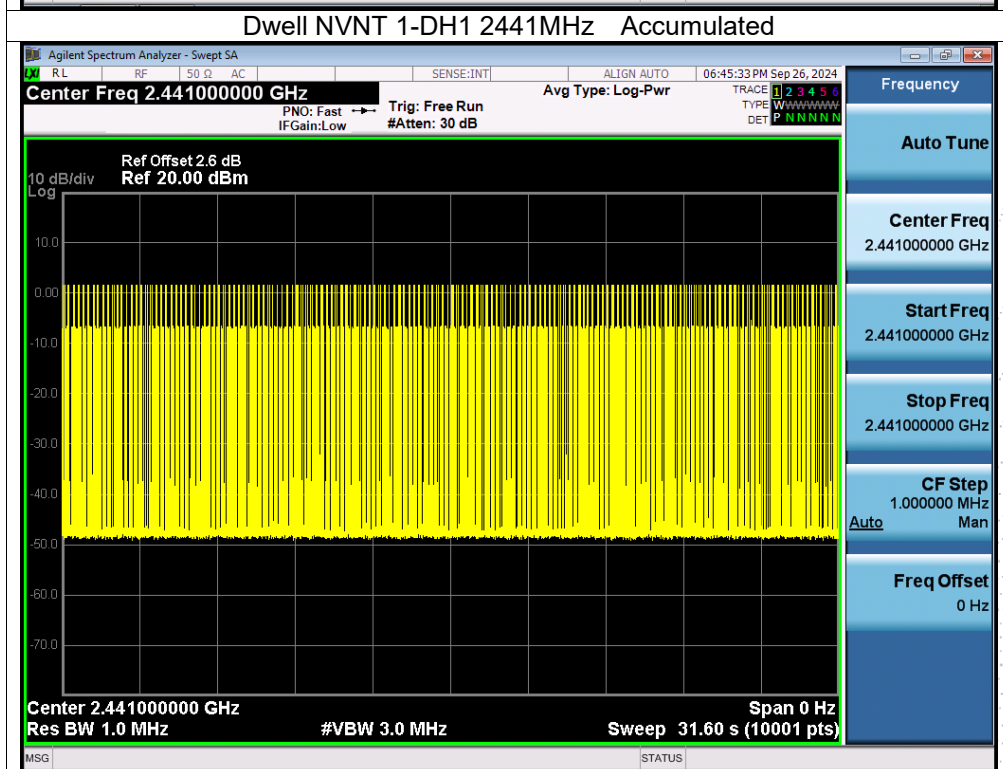 Dwell NVNT 1-DH1 2441MHz Accumulated
Agilent Spectrum Analyzer - Swept SA
LXI RL RF 50 Ω AC SENSE:INT ALIGN AUTO 06:45:33 PM Sep 26, 2024
Center Freq 2.441000000 GHz
PNO: Fast
IFGain:Low
Trig: Free Run
#Atten: 30 dB
Avg Type: Log-Pwr
TRACE 1 2 3 4 5 6
TYPE WWWWWWW
DET P N N N N N
Ref Offset 2.6 dB
10 dB/div Ref 20.00 dBm
Log
10.0
0.00
-10.0
-20.0
-30.0
-40.0
-50.0
-60.0
-70.0
Center 2.441000000 GHz Span 0 Hz
Res BW 1.0 MHz #VBW 3.0 MHz Sweep 31.60 s (10001 pts)
MSG STATUS
Frequency
Auto Tune
Center Freq
2.441000000 GHz
Start Freq
2.441000000 GHz
Stop Freq
2.441000000 GHz
CF Step
1.000000 MHz
Auto Man
Freq Offset
0 Hz